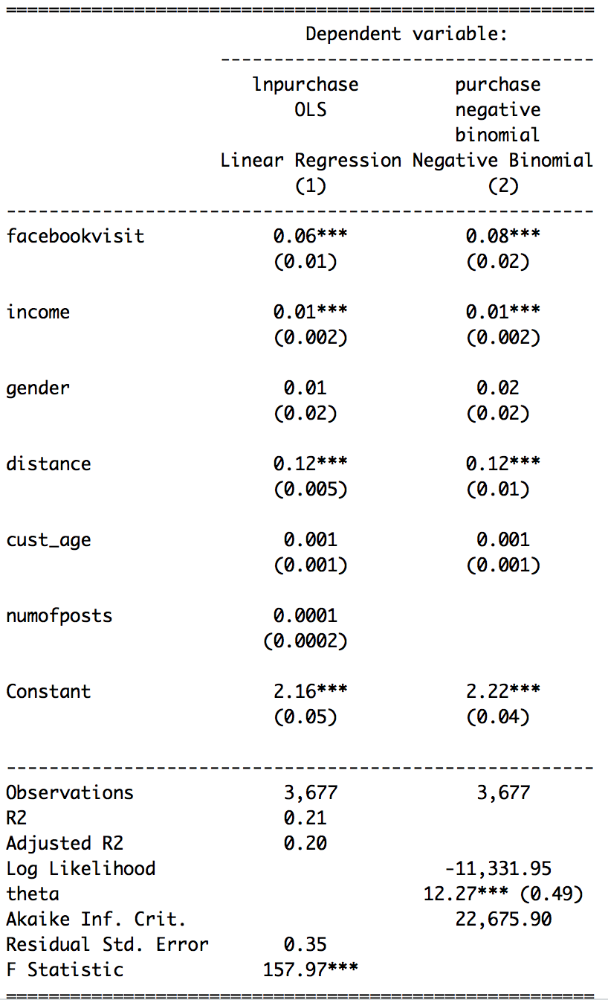 =======================================================
Dependent variable:
-----------------------------------
lnpurchase purchase
OLS negative
binomial
Linear Regression Negative Binomial
(1) (2)
-------------------------------------------------------
facebookvisit 0.06*** 0.08***
(0.01) (0.02)
income 0.01*** 0.01***
(0.002) (0.002)
gender 0.01 0.02
(0.02) (0.02)
distance 0.12*** 0.12***
(0.005) (0.01)
cust_age 0.001 0.001
(0.001) (0.001)
numofposts 0.0001
(0.0002)
Constant 2.16*** 2.22***
(0.05) (0.04)
-------------------------------------------------------
Observations 3,677 3,677
R2 0.21
Adjusted R2 0.20
Log Likelihood -11,331.95
theta 12.27*** (0.49)
Akaike Inf. Crit. 22,675.90
Residual Std. Error 0.35
F Statistic 157.97***
=======================================================